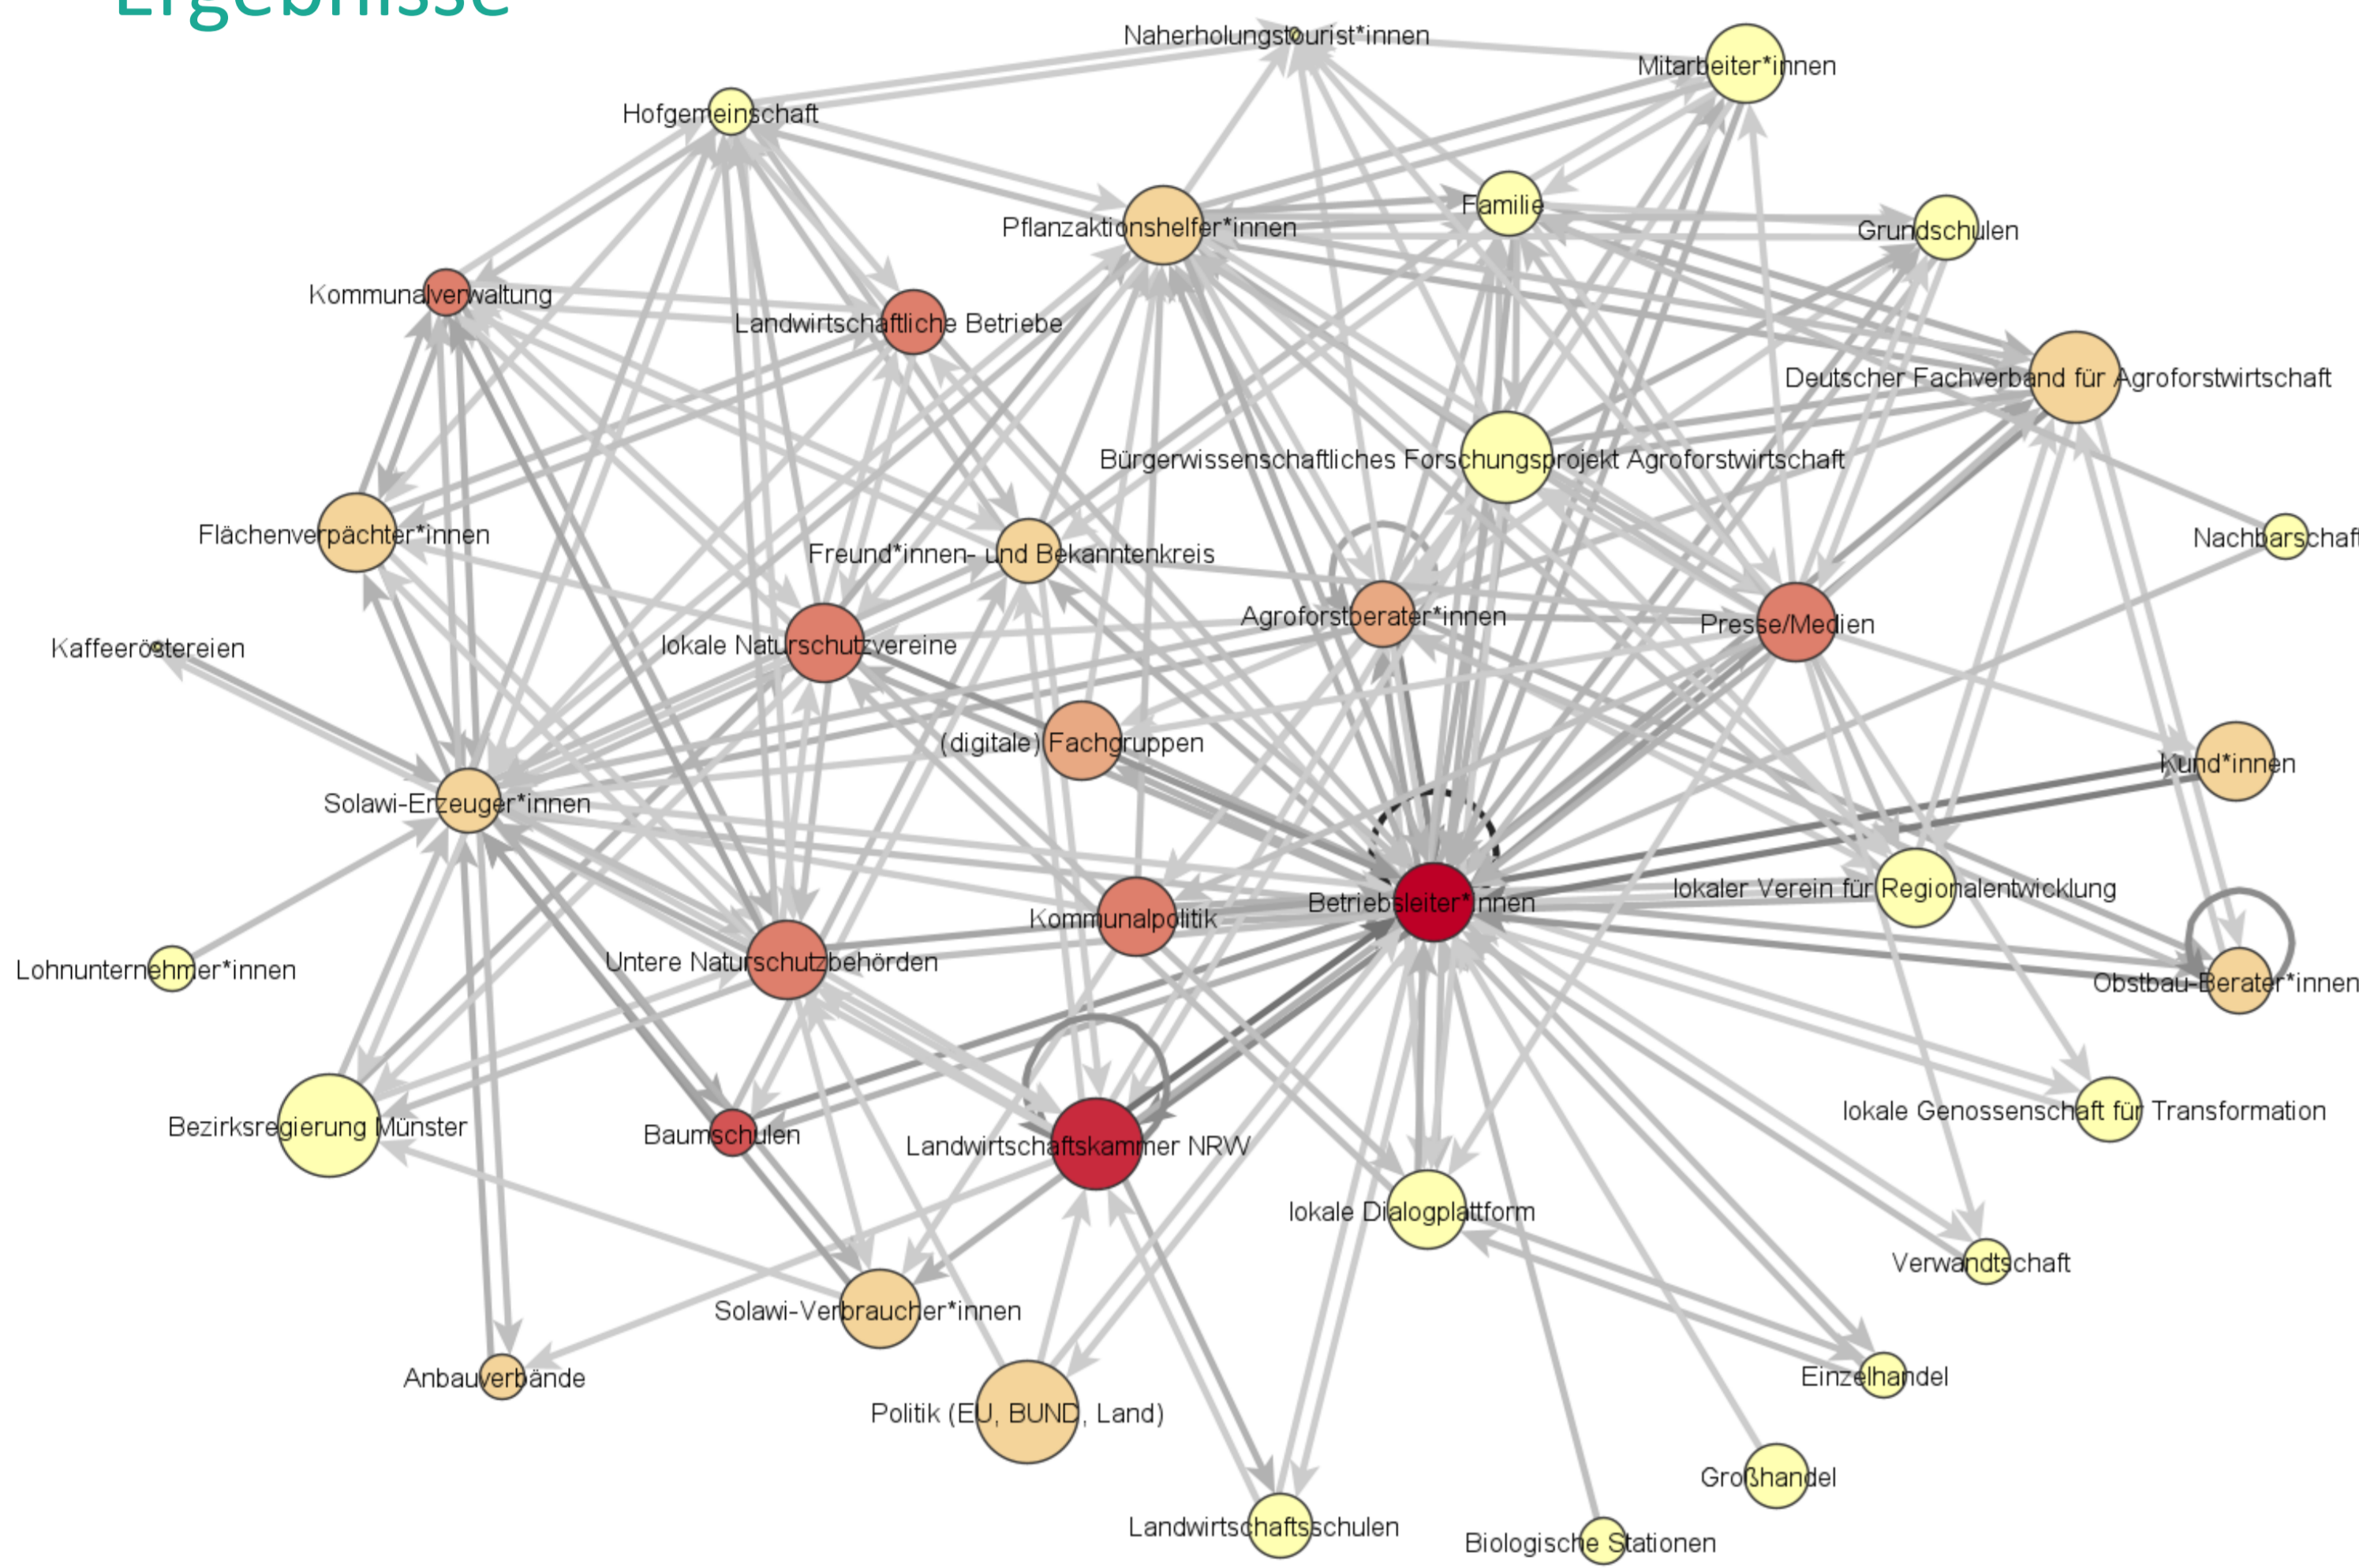 Ergebnisse
Naherholungstourist*innen
Mitarbeiter*innen
Hofgemeinschaft
Familie
Pflanzaktionshelfer*innen
Grundschulen
Kommunalverwaltung
Landwirtschaftliche Betriebe
Deutscher Fachverband für Agroforstwirtschaft
Bürgerwissenschaftliches Forschungsprojekt Agroforstwirtschaft
Flächenverpächter*innen
Nachbarschaft
Freund*innen- und Bekanntenkreis
Agroforstberater*innen
Presse/Medien
lokale Naturschutzvereine
Kaffeeröstereien
(digitale) Fachgruppen
Kund*innen
Solawi-Erzeuger*innen
lokaler Verein für Regionalentwicklung
Betriebsleiter*innen
Kommunalpolitik
Untere Naturschutzbehörden
Lohnunternehmer*innen
Obstbau-Berater*innen
lokale Genossenschaft für Transformation
Bezirksregierung Münster
Baumschulen
Landwirtschaftskammer NRW
lokale Dialogplattform
Verwandtschaft
Solawi-Verbraucher*innen
Einzelhandel
Anbauverbände
Politik (EU, BUND, Land)
Großhandel
Landwirtschaftsschulen
Biologische Stationen